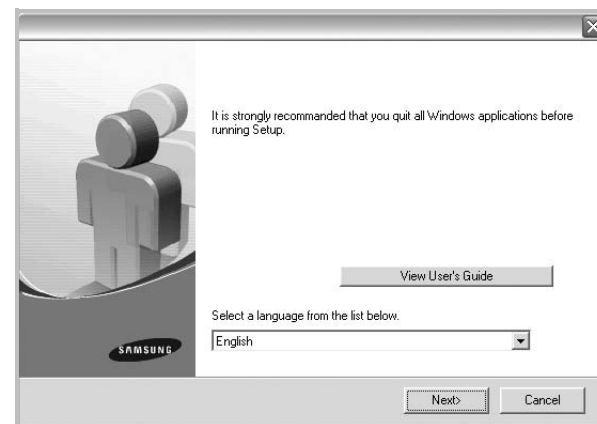 It is strongly recommanded that you quit all Windows applications before
running Setup.
View User's Guide
Select a language from the list below.
English
SAMSUNG
Next>
Cancel